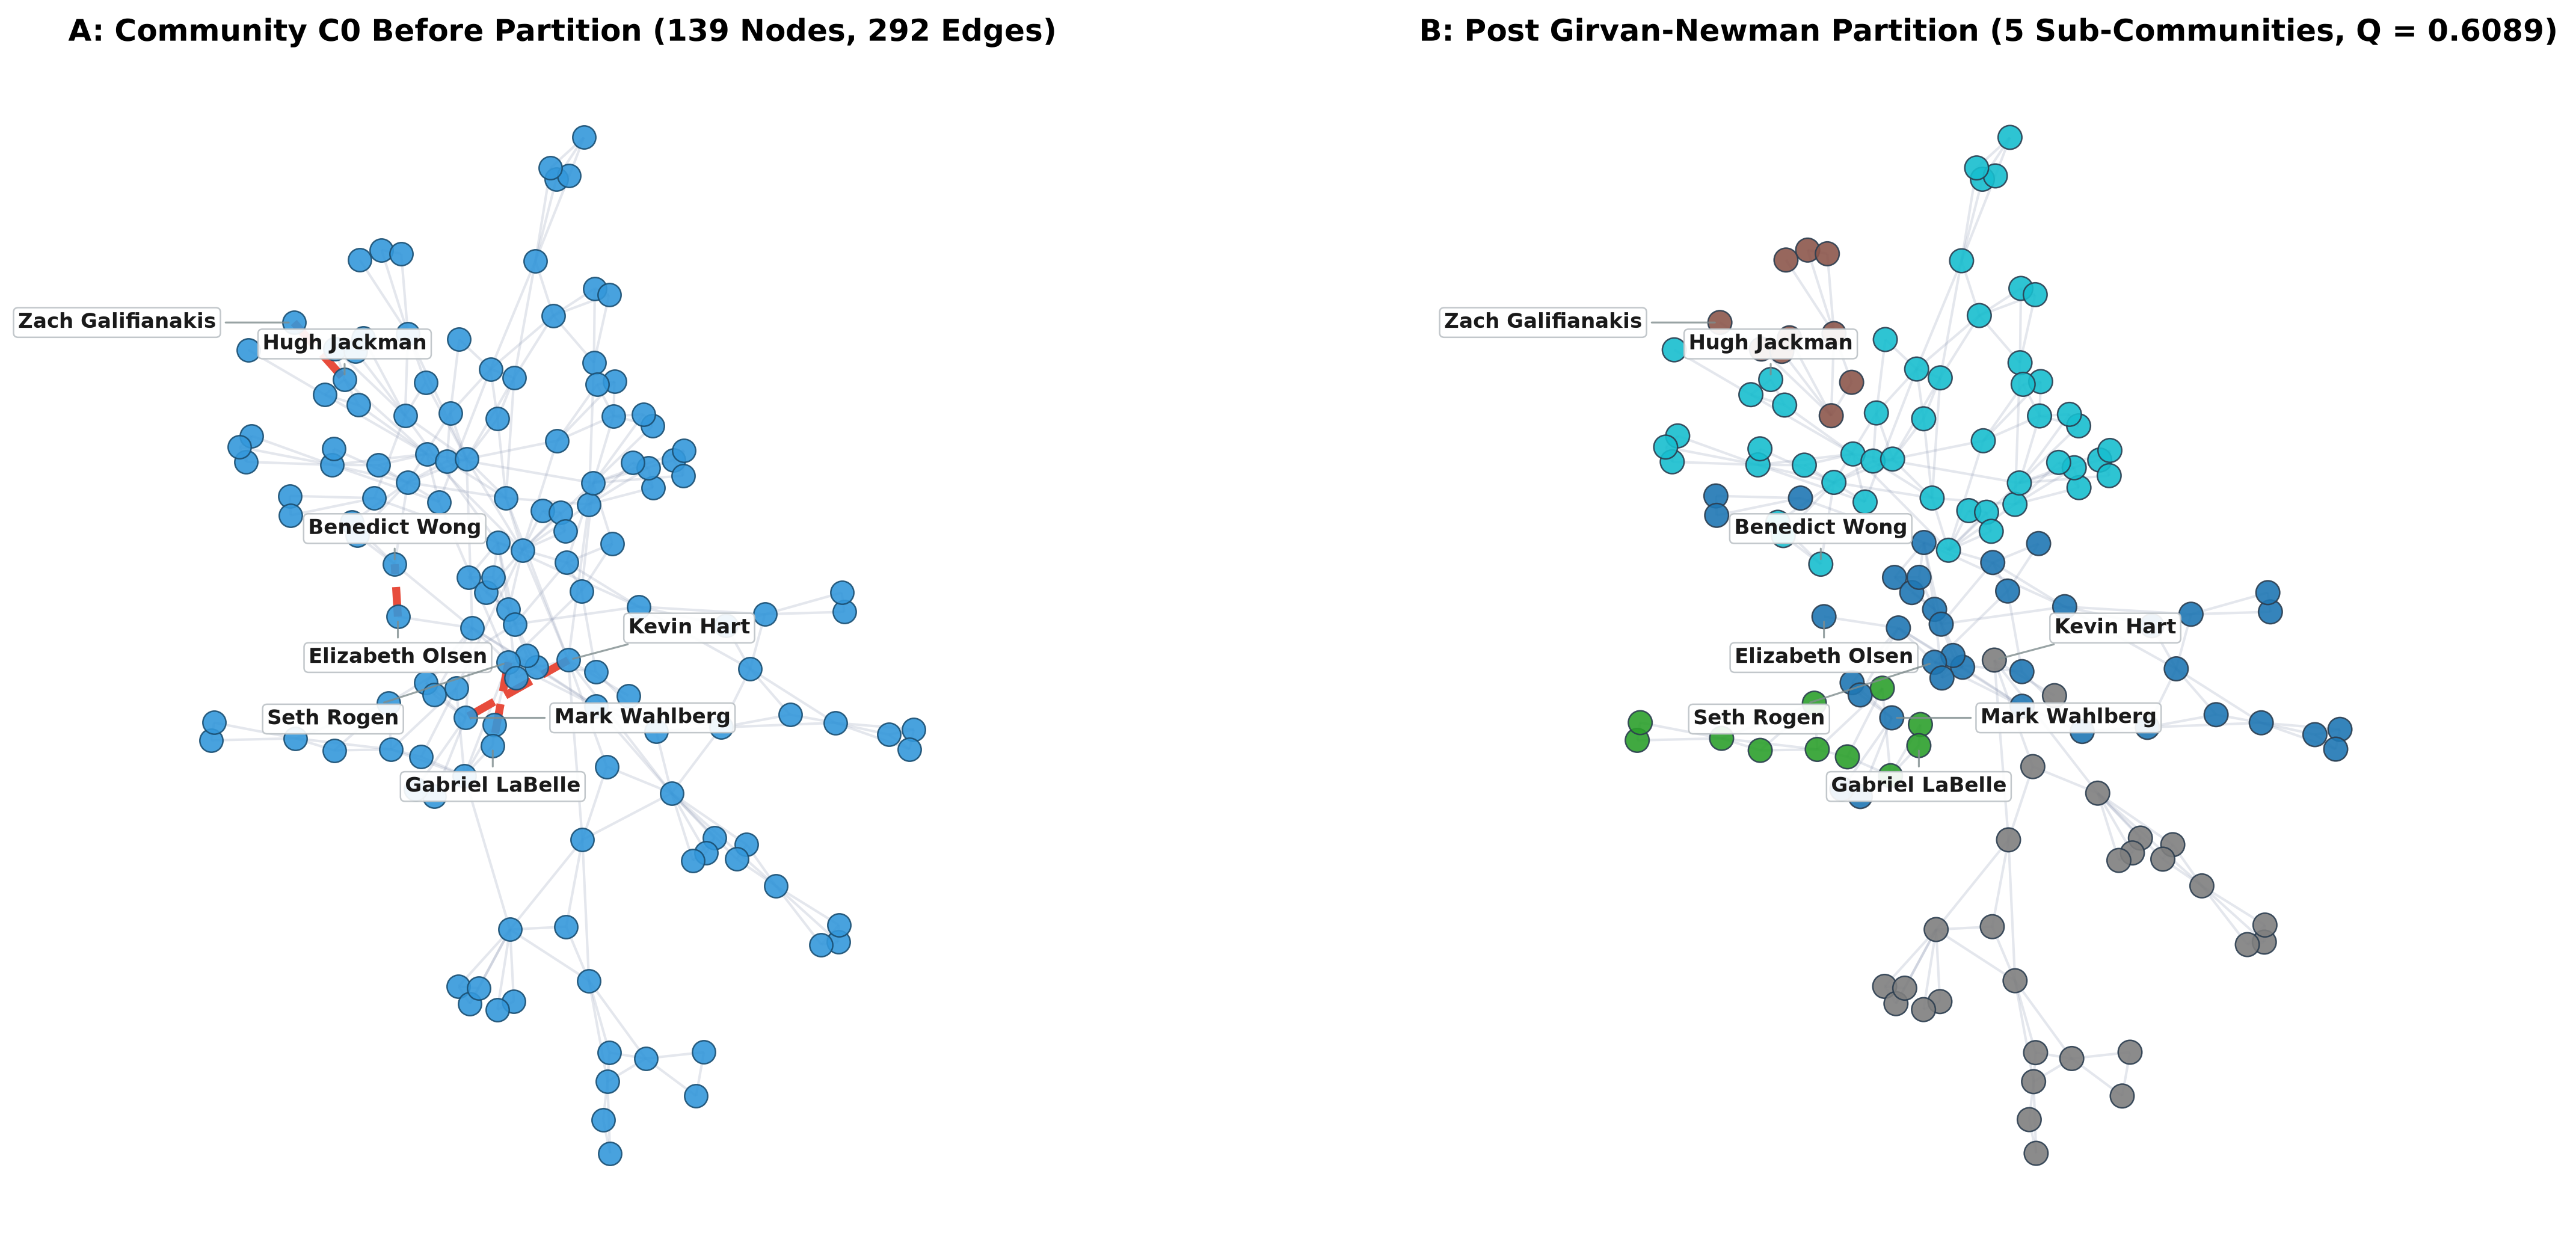 A: Community C0 Before Partition (139 Nodes, 292 Edges)
Zach Galifianakis
Hugh Jackman
Benedict Wong
Kevin Hart
Elizabeth Olsen
Seth Rogen
Mark Wahlberg
Gabriel LaBelle
B: Post Girvan-Newman Partition (5 Sub-Communities, Q = 0.6089)
Zach Galifianakis
Hugh Jackman
Benedict Wong
Kevin Hart
Elizabeth Olsen
Seth Rogen
Mark Wahlberg
Gabriel LaBelle